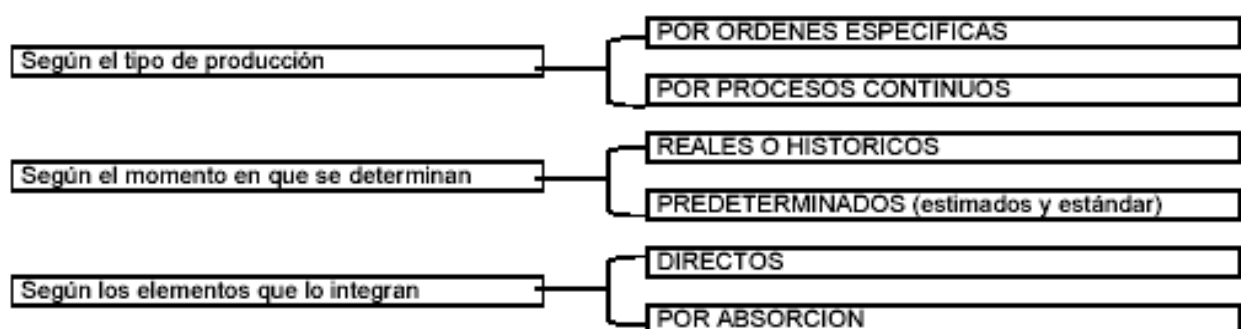 POR ORDENES ESPECIFICAS
Según el tipo de producción
POR PROCESOS CONTINUOS
REALES O HISTORICOS
Según el momento en que se determinan
PREDETERMINADOS (estimados y estándar)
DIRECTOS
Según los elementos que lo integran
POR ABSORCION